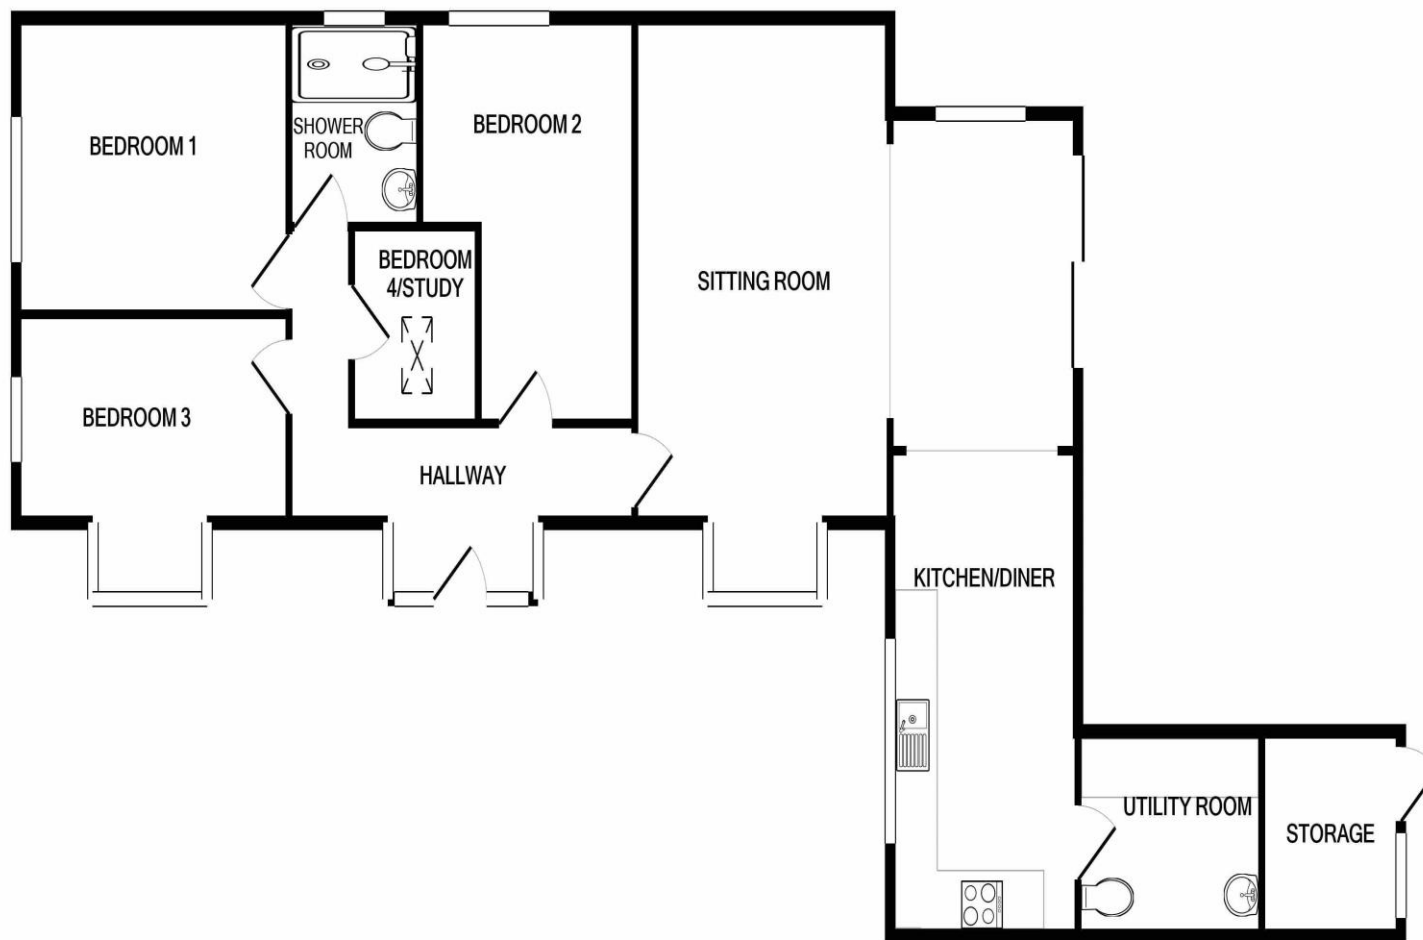 BEDROOM 1
SHOWER
ROOM
BEDROOM 2
BEDROOM
4/STUDY
SITTING ROOM
BEDROOM 3
HALLWAY
KITCHEN/DINER
UTILITY ROOM
STORAGE